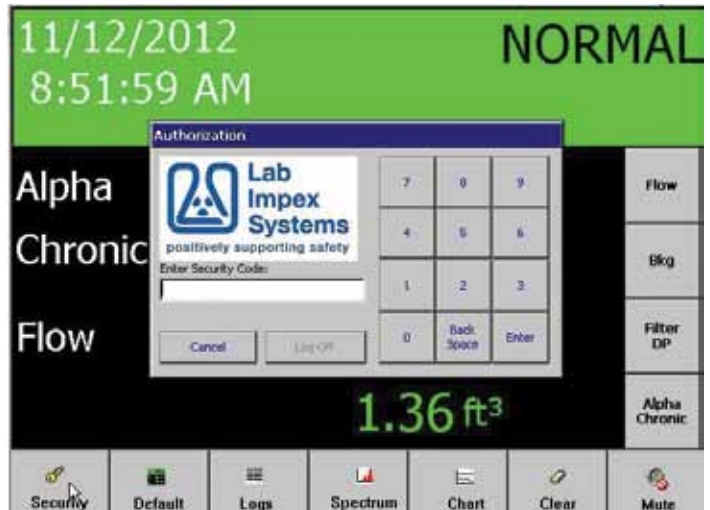 11/12/2012
8:51:59 AM
NORMAL
Authorization
Lab
Impex
Systems
positively supporting safety
Enter Security Code:
Cancel
Log Off
7 8 9
4 5 6
1 2 3
0 Back Space Enter
Alpha
Chronic
Flow
1.36 ft³
Flow
Bkg
Filter
DP
Alpha
Chronic
Security Default Logs Spectrum Chart Clear Mute